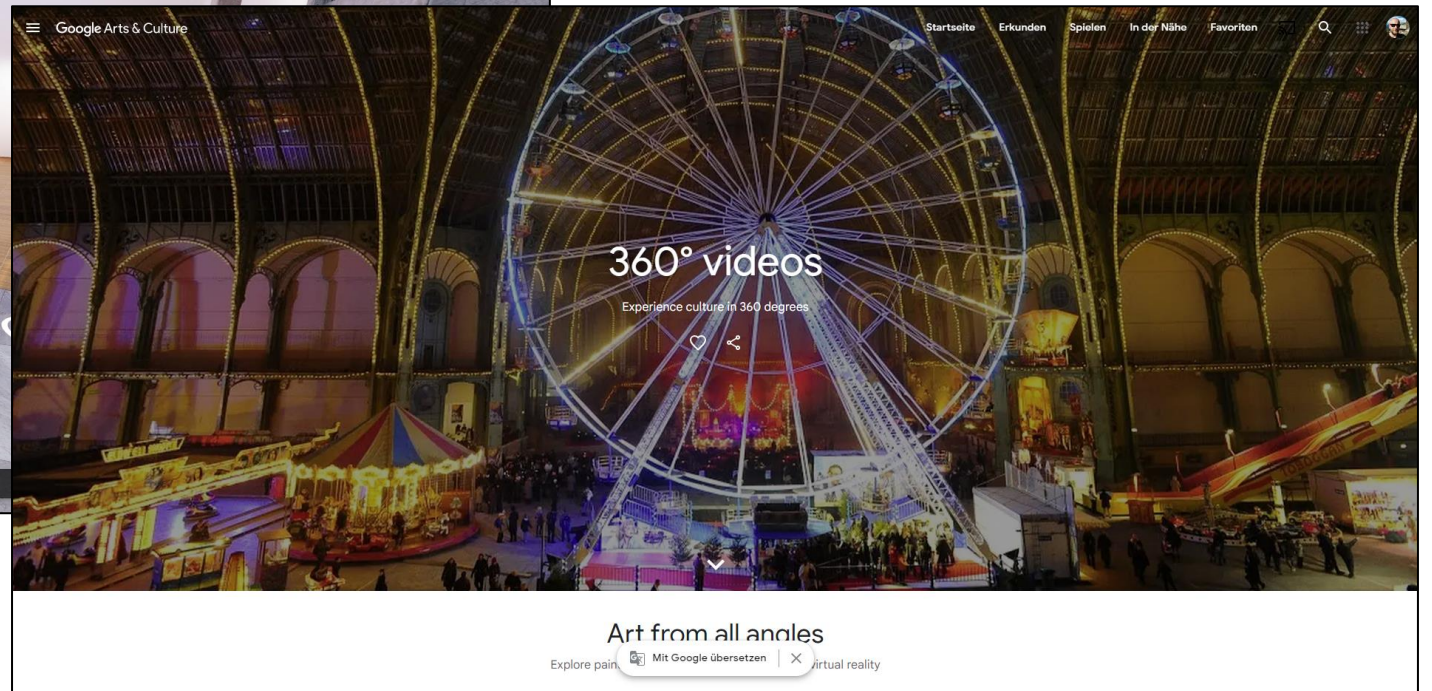 Google Arts & Culture
Startseite Erkunden Spielen In der Nähe Favoriten
360° videos
Experience culture in 360 degrees
Art from all angles
Mit Google übersetzen
Explore virtual reality